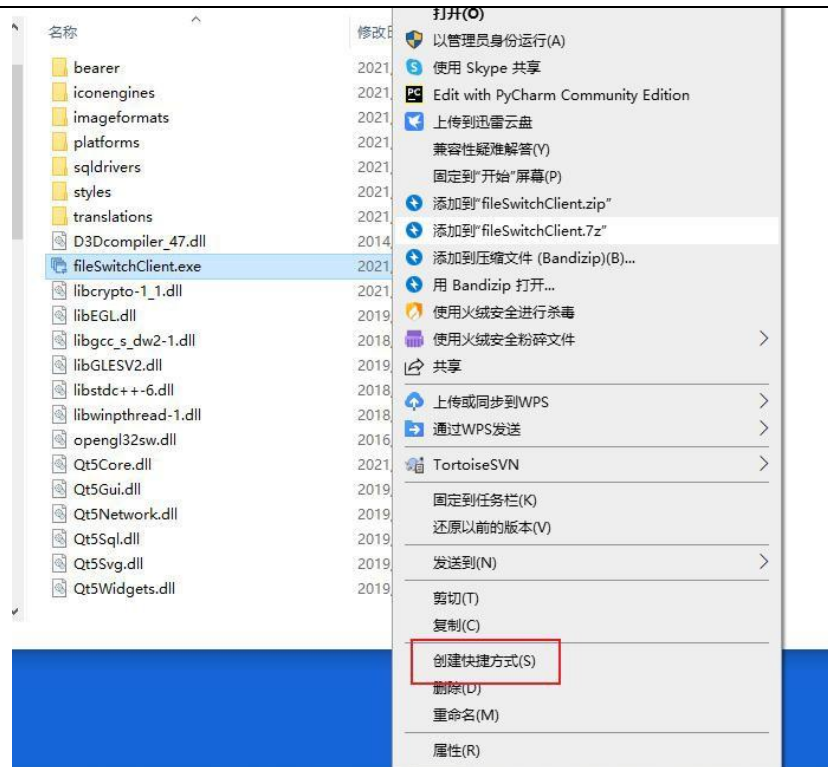 名称
修改日
bearer 2021,
iconengines 2021,
imageformats 2021,
platforms 2021,
sqldrivers 2021,
styles 2021,
translations 2021,
D3Dcompiler_47.dll 2014,
fileSwitchClient.exe 2021,
libcrypto-1_1.dll 2021,
libEGL.dll 2019,
libgcc_s_dw2-1.dll 2018,
libGLESV2.dll 2019,
libstdc++-6.dll 2018,
libwinpthread-1.dll 2018,
opengl32sw.dll 2016,
Qt5Core.dll 2021,
Qt5Gui.dll 2019,
Qt5Network.dll 2019,
Qt5Sql.dll 2019,
Qt5Svg.dll 2019,
Qt5Widgets.dll 2019,
打开(O)
以管理员身份运行(A)
使用 Skype 共享
PC Edit with PyCharm Community Edition
上传到迅雷云盘
兼容性疑难解答(Y)
固定到"开始"屏幕(P)
添加到"fileSwitchClient.zip"
添加到"fileSwitchClient.7z"
添加到压缩文件 (Bandizip)(B)...
用 Bandizip 打开...
使用火绒安全进行杀毒
使用火绒安全粉碎文件
共享
上传或同步到WPS
通过WPS发送
TortoiseSVN
固定到任务栏(K)
还原以前的版本(V)
发送到(N)
剪切(T)
复制(C)
创建快捷方式(S)
删除(D)
重命名(M)
属性(R)